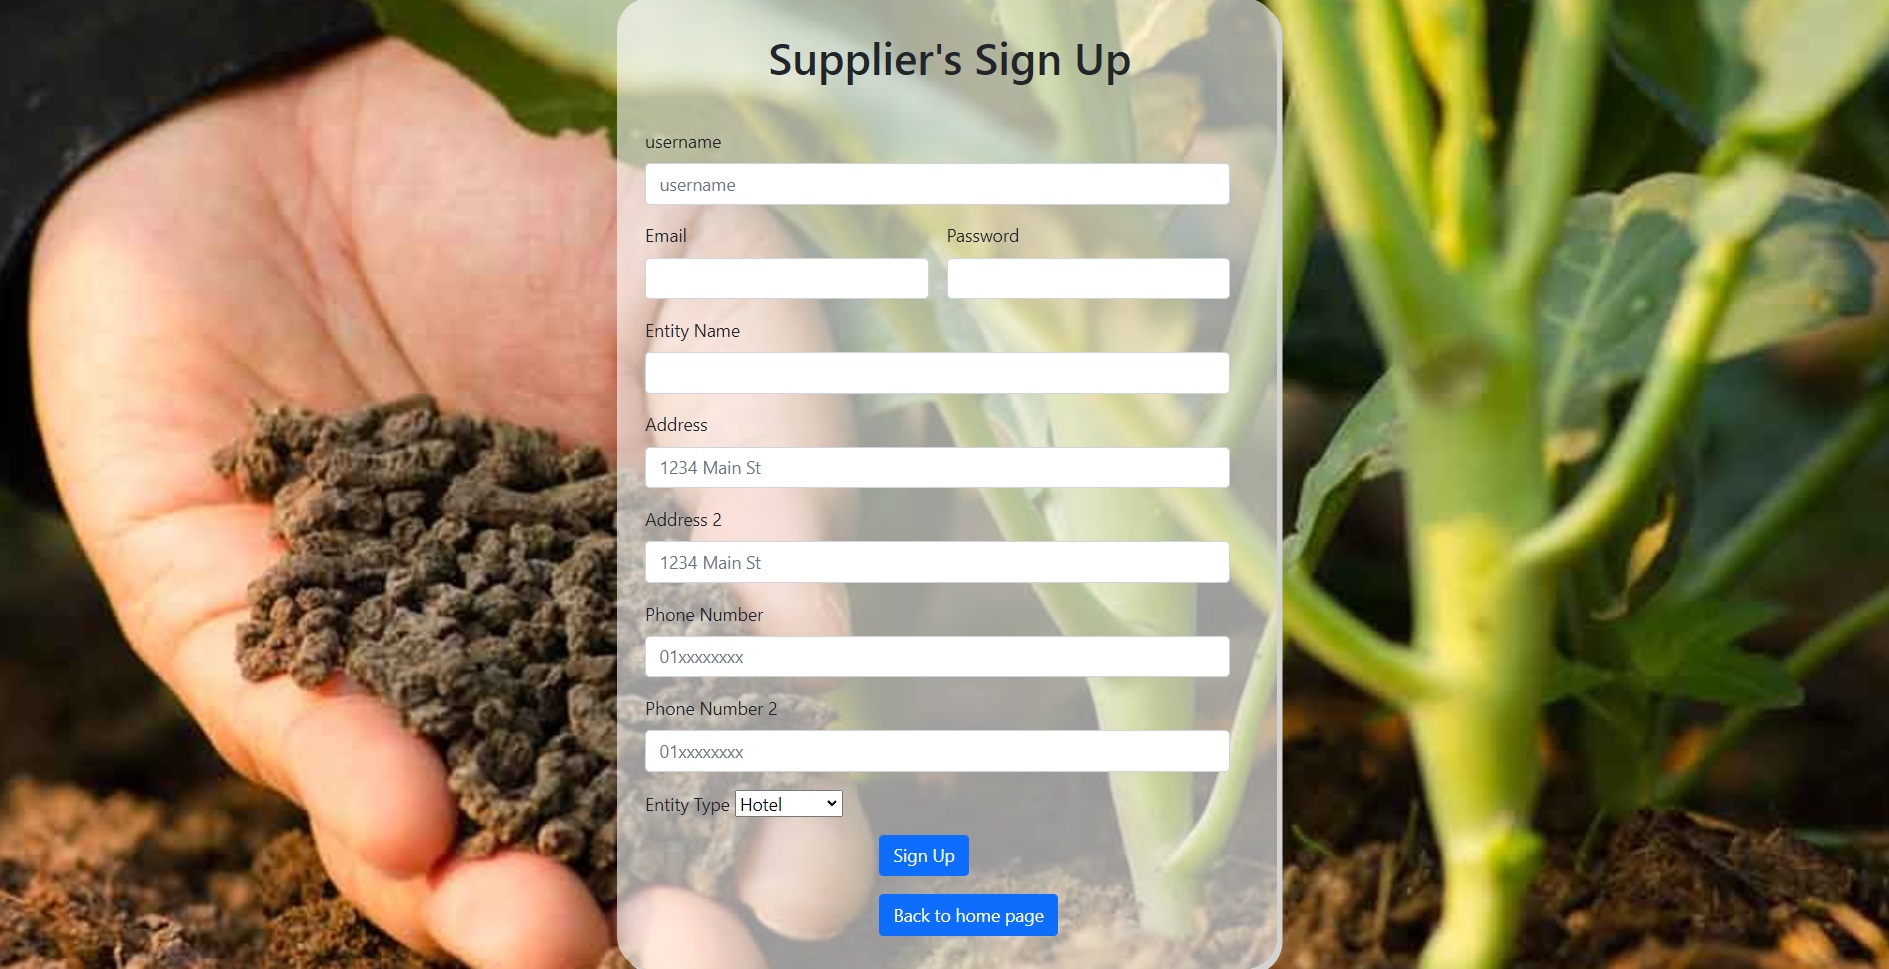 Supplier's Sign Up
username
username
Email Password
Entity Name
Address
1234 Main St
Address 2
1234 Main St
Phone Number
01xxxxxxxx
Phone Number 2
01xxxxxxxx
Entity Type Hotel
Sign Up
Back to home page